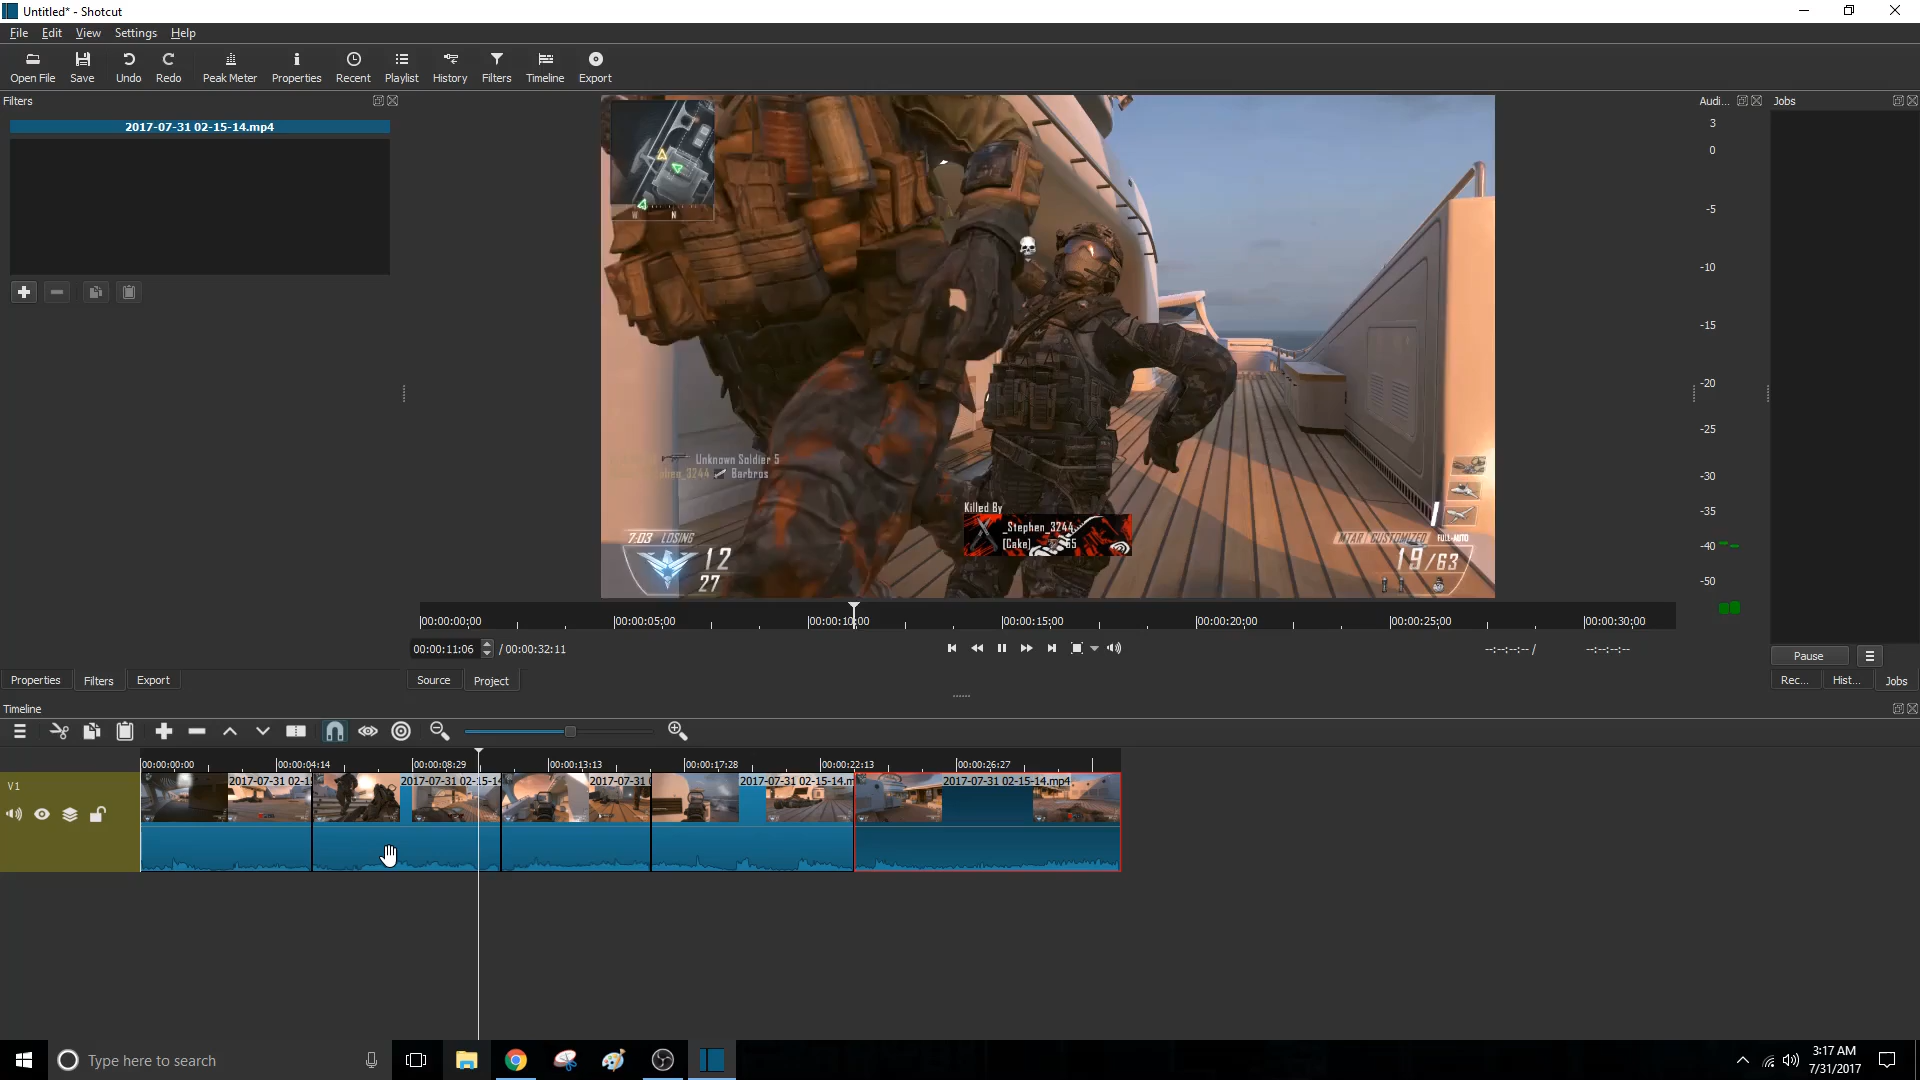 Untitled* - Shotcut
File Edit View Settings Help
Open File Save Undo Redo Peak Meter Properties Recent Playlist History Filters Timeline Export
Filters
Audi... Jobs
2017-07-31 02-15-14.mp4
3
0
-5
-10
-15
-20
-25
-30
-35
-40
-50
W N
Unknown Soldier 5
phen_3244 Barbros
Killed By
_Stephen_3244
[Cake] 55
7:03 LOSING
12
27
MTAR CUSTOMIZED FULL-AUTO
19/63
00:00:00;00 00:00:05;00 00:00:10;00 00:00:15;00 00:00:20;00 00:00:25;00 00:00:30;00
00:00:11;06 / 00:00:32;11
--:--:--:-- / --:--:--:--
Pause
Properties Filters Export
Source Project
Rec... Hist... Jobs
Timeline
00:00:00;00 00:00:04;14 00:00:08;29 00:00:13;13 00:00:17;28 00:00:22;13 00:00:26;27
V1
2017-07-31 02-1 2017-07-31 02-15-14 2017-07-31 2017-07-31 02-15-14.m 2017-07-31 02-15-14.mp4
Type here to search
3:17 AM
7/31/2017